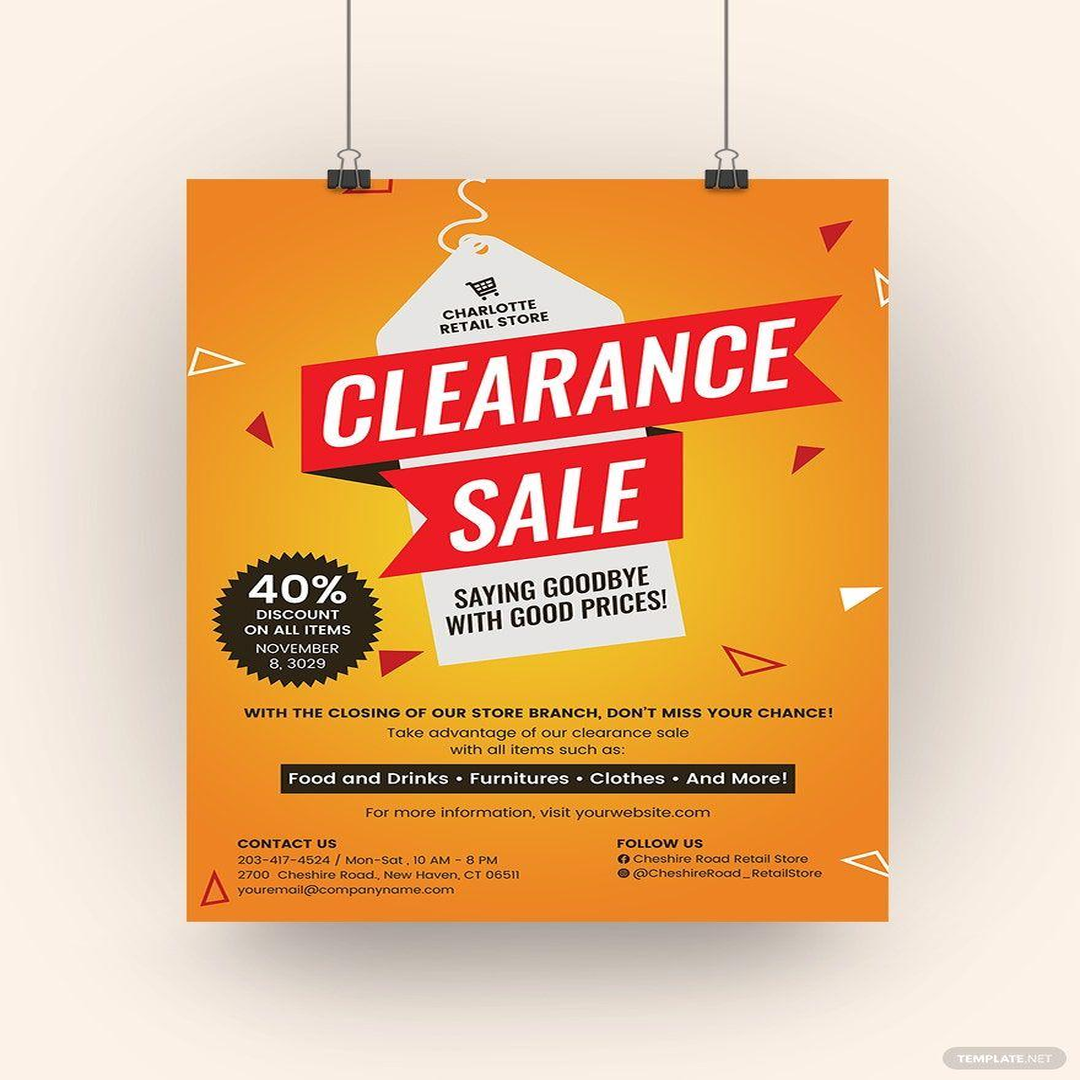 CHARLOTTE
RETAIL STORE
CLEARANCE
SALE
SAYING GOODBYE
WITH GOOD PRICES!
40%
DISCOUNT
ON ALL ITEMS
NOVEMBER
8, 3029
WITH THE CLOSING OF OUR STORE BRANCH, DON'T MISS YOUR CHANCE!
Take advantage of our clearance sale
with all items such as:
Food and Drinks • Furnitures • Clothes • And More!
For more information, visit yourwebsite.com
CONTACT US
203-417-4524 / Mon-Sat , 10 AM - 8 PM
2700 Cheshire Road., New Haven, CT 06511
youremail@companyname.com
FOLLOW US
Cheshire Road Retail Store
@CheshireRoad_RetailStore
TEMPLATE.NET